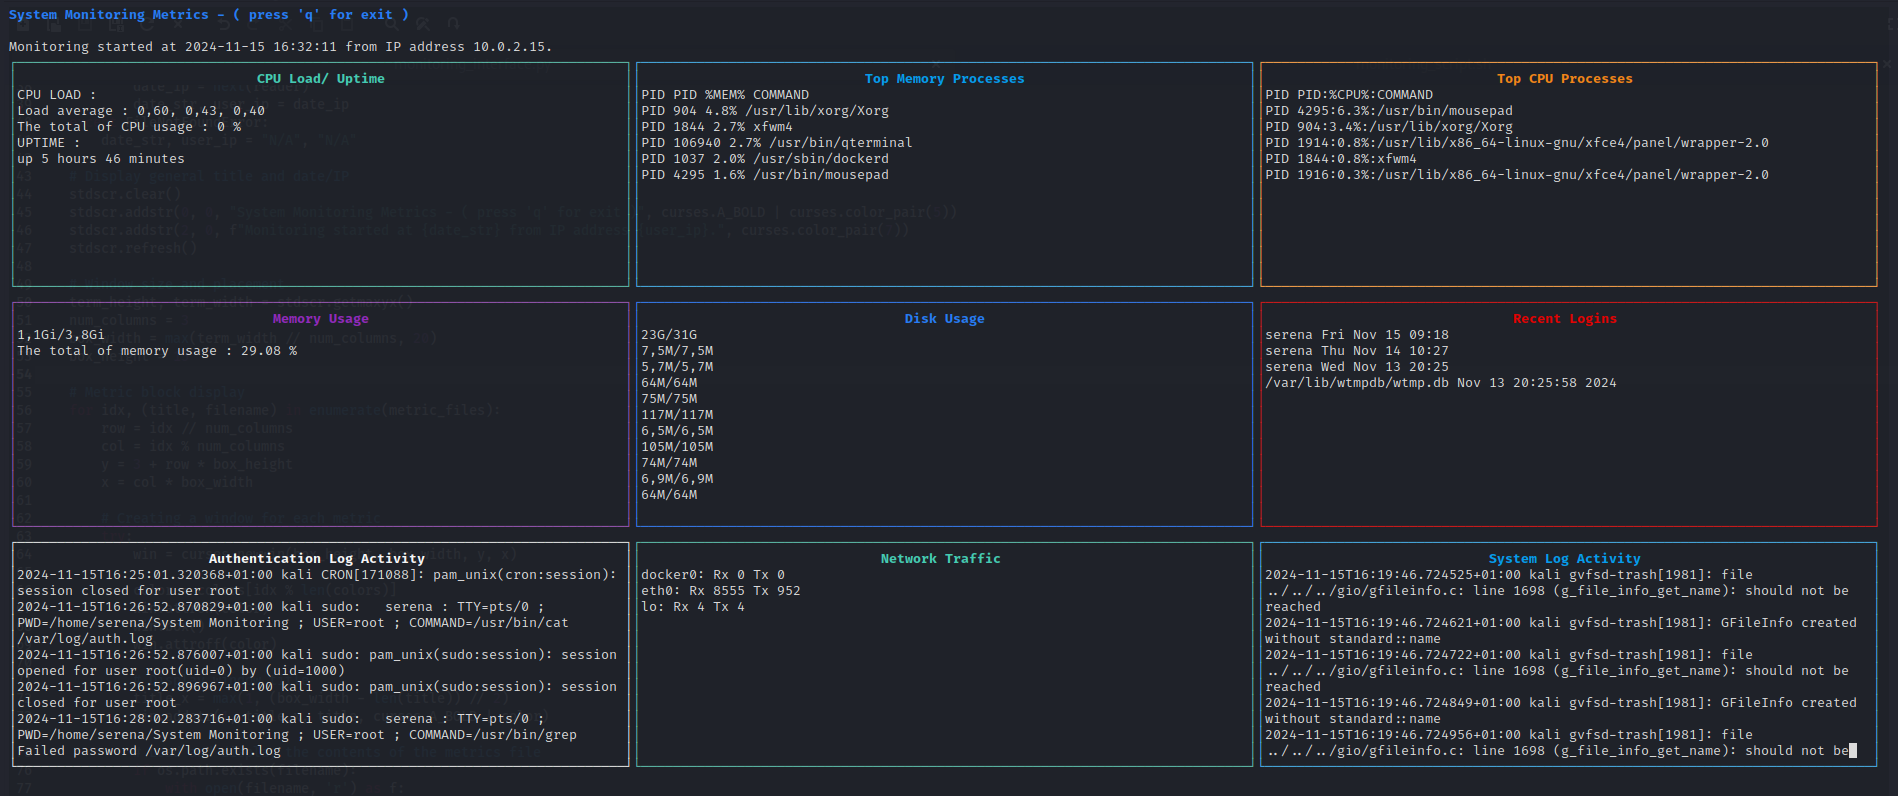 System Monitoring Metrics - ( press 'q' for exit )
Monitoring started at 2024-11-15 16:32:11 from IP address 10.0.2.15.
CPU Load/ Uptime
CPU LOAD :
Load average : 0,60, 0,43, 0,40
The total of CPU usage : 0 %
UPTIME :
up 5 hours 46 minutes
Top Memory Processes
PID PID %MEM% COMMAND
PID 904 4.8% /usr/lib/xorg/Xorg
PID 1844 2.7% xfwm4
PID 106940 2.7% /usr/bin/qterminal
PID 1037 2.0% /usr/sbin/dockerd
PID 4295 1.6% /usr/bin/mousepad
Top CPU Processes
PID PID:%CPU%:COMMAND
PID 4295:6.3%:/usr/bin/mousepad
PID 904:3.4%:/usr/lib/xorg/Xorg
PID 1914:0.8%:/usr/lib/x86_64-linux-gnu/xfce4/panel/wrapper-2.0
PID 1844:0.8%:xfwm4
PID 1916:0.3%:/usr/lib/x86_64-linux-gnu/xfce4/panel/wrapper-2.0
Memory Usage
1,1Gi/3,8Gi
The total of memory usage : 29.08 %
Disk Usage
23G/31G
7,5M/7,5M
5,7M/5,7M
64M/64M
75M/75M
117M/117M
6,5M/6,5M
105M/105M
74M/74M
6,9M/6,9M
64M/64M
Recent Logins
serena Fri Nov 15 09:18
serena Thu Nov 14 10:27
serena Wed Nov 13 20:25
/var/lib/wtmpdb/wtmp.db Nov 13 20:25:58 2024
Authentication Log Activity
2024-11-15T16:25:01.320368+01:00 kali CRON[171088]: pam_unix(cron:session):
session closed for user root
2024-11-15T16:26:52.870829+01:00 kali sudo:   serena : TTY=pts/0 ;
PWD=/home/serena/System Monitoring ; USER=root ; COMMAND=/usr/bin/cat
/var/log/auth.log
2024-11-15T16:26:52.876007+01:00 kali sudo: pam_unix(sudo:session): session
opened for user root(uid=0) by (uid=1000)
2024-11-15T16:26:52.896967+01:00 kali sudo: pam_unix(sudo:session): session
closed for user root
2024-11-15T16:28:02.283716+01:00 kali sudo:   serena : TTY=pts/0 ;
PWD=/home/serena/System Monitoring ; USER=root ; COMMAND=/usr/bin/grep
Failed password /var/log/auth.log
Network Traffic
docker0: Rx 0 Tx 0
eth0: Rx 8555 Tx 952
lo: Rx 4 Tx 4
System Log Activity
2024-11-15T16:19:46.724525+01:00 kali gvfsd-trash[1981]: file
../../../gio/gfileinfo.c: line 1698 (g_file_info_get_name): should not be
reached
2024-11-15T16:19:46.724621+01:00 kali gvfsd-trash[1981]: GFileInfo created
without standard::name
2024-11-15T16:19:46.724722+01:00 kali gvfsd-trash[1981]: file
../../../gio/gfileinfo.c: line 1698 (g_file_info_get_name): should not be
reached
2024-11-15T16:19:46.724849+01:00 kali gvfsd-trash[1981]: GFileInfo created
without standard::name
2024-11-15T16:19:46.724956+01:00 kali gvfsd-trash[1981]: file
../../../gio/gfileinfo.c: line 1698 (g_file_info_get_name): should not be